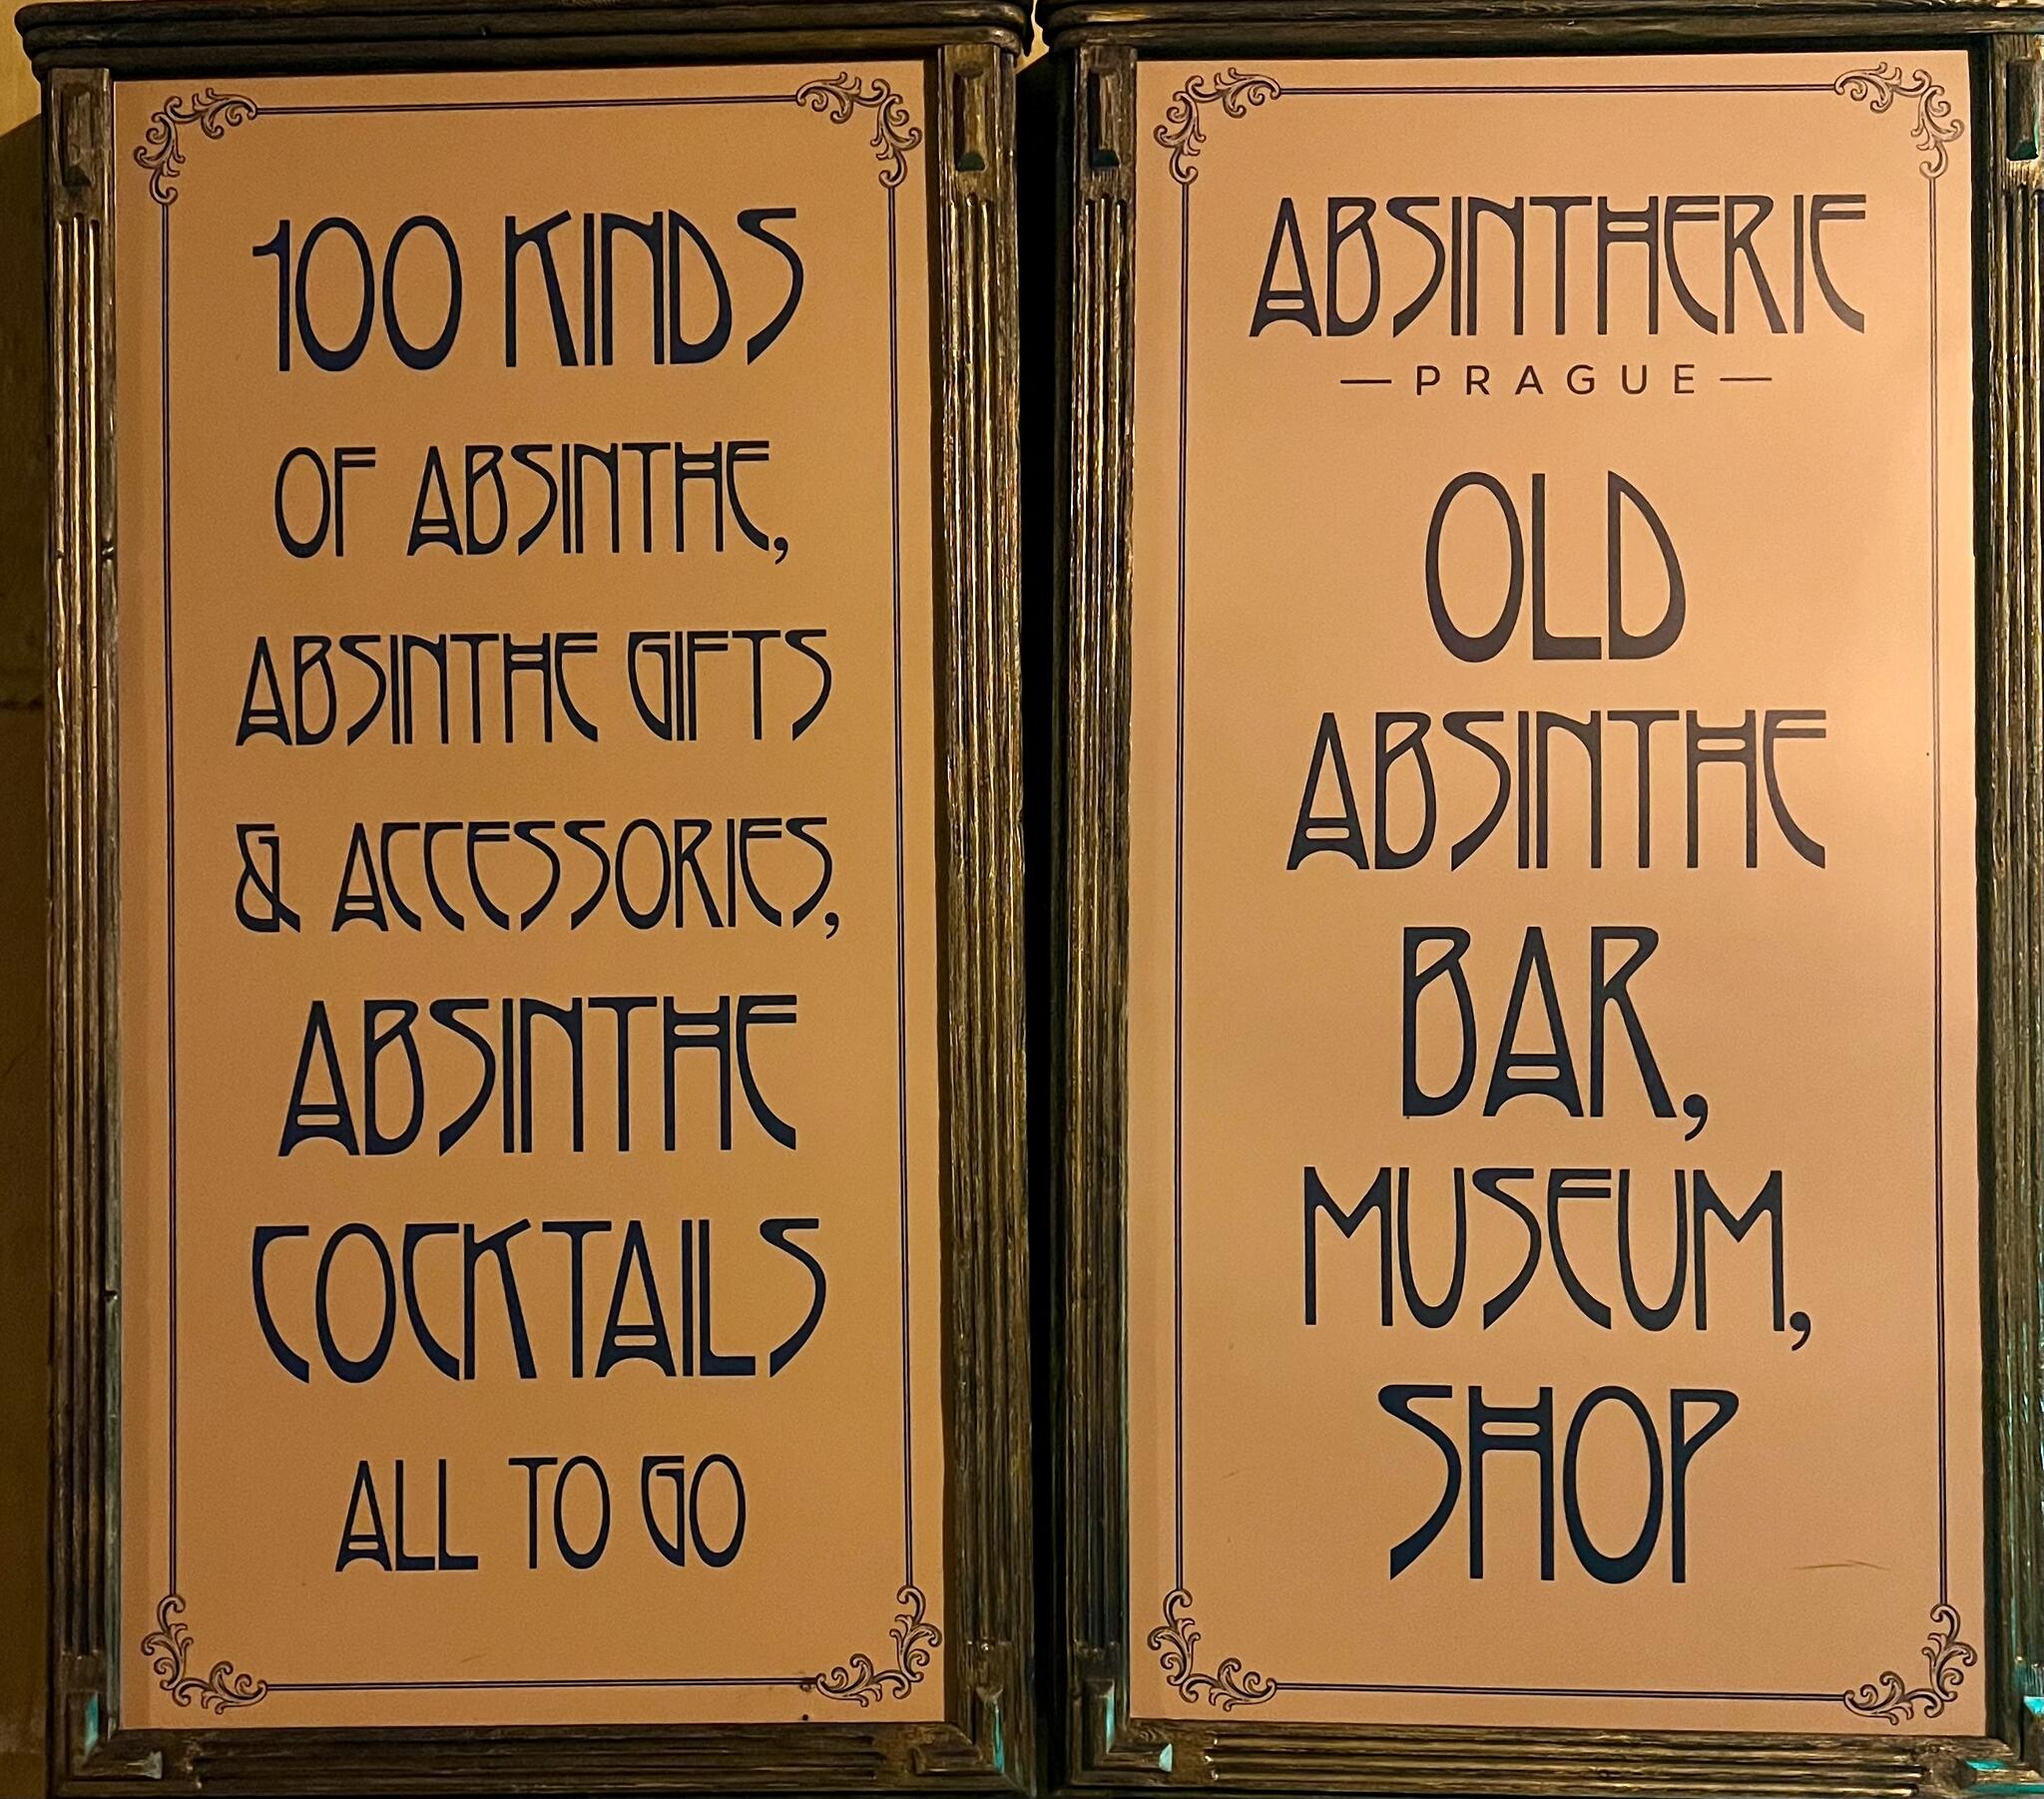 100 KINDS
OF ABSINTHE,
ABSINTHE GIFTS
& ACCESSORIES,
ABSINTHE
COCKTAILS
ALL TO GO
ABSINTHERIE
— PRAGUE —
OLD
ABSINTHE
BAR,
MUSEUM,
SHOP